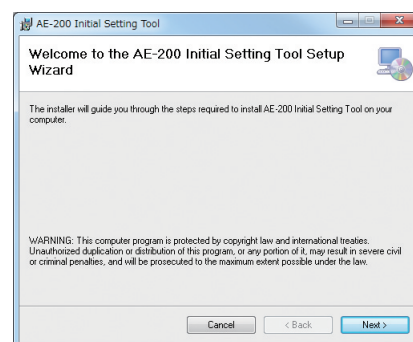 AE-200 Initial Setting Tool
Welcome to the AE-200 Initial Setting Tool Setup
Wizard
The installer will guide you through the steps required to install AE-200 Initial Setting Tool on your
computer.
WARNING: This computer program is protected by copyright law and international treaties.
Unauthorized duplication or distribution of this program, or any portion of it, may result in severe civil
or criminal penalties, and will be prosecuted to the maximum extent possible under the law.
Cancel < Back Next >